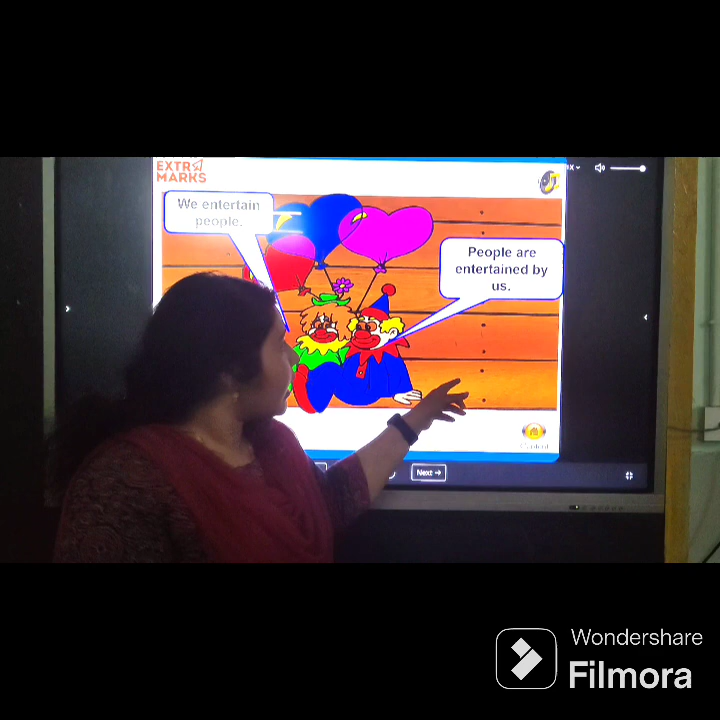 EXTRA
MARKS
We entertain
people.
People are
entertained by
us.
Next →
Wondershare
Filmora